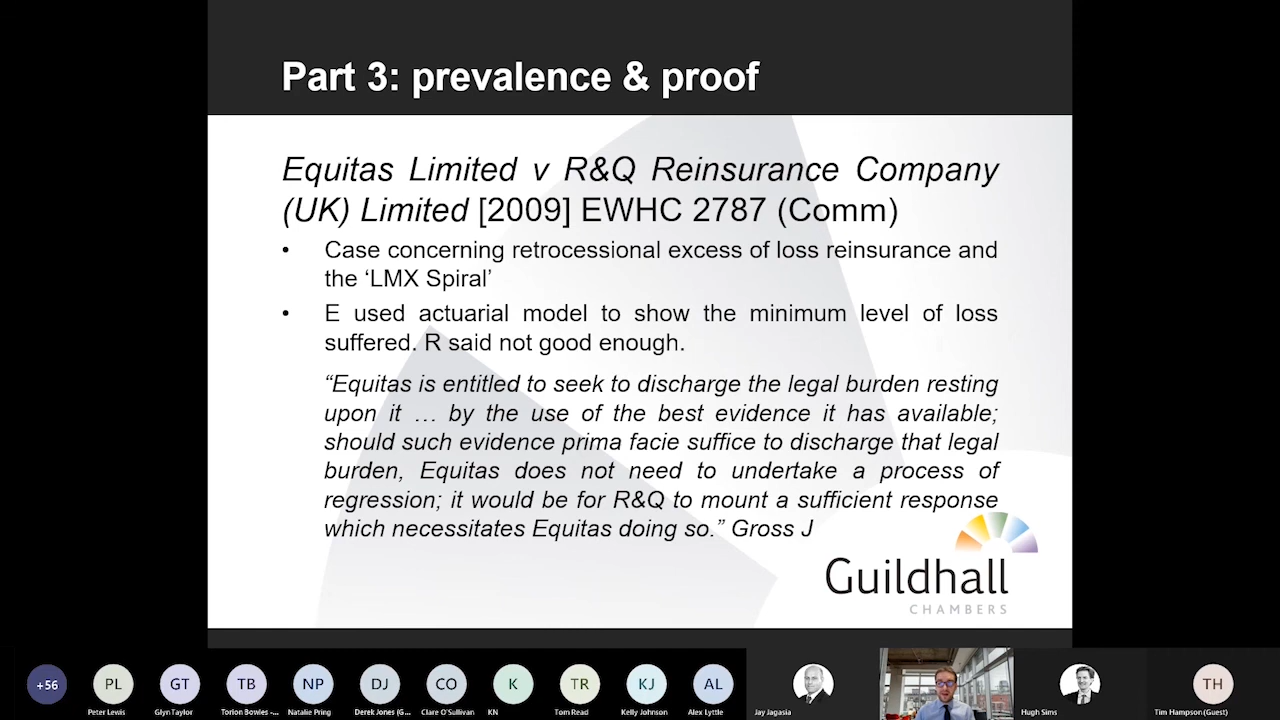 Part 3: prevalence & proof
Equitas Limited v R&Q Reinsurance Company
(UK) Limited [2009] EWHC 2787 (Comm)
• Case concerning retrocessional excess of loss reinsurance and
the ‘LMX Spiral’
• E used actuarial model to show the minimum level of loss
suffered. R said not good enough.
“Equitas is entitled to seek to discharge the legal burden resting
upon it … by the use of the best evidence it has available;
should such evidence prima facie suffice to discharge that legal
burden, Equitas does not need to undertake a process of
regression; it would be for R&Q to mount a sufficient response
which necessitates Equitas doing so.” Gross J
Guildhall
CHAMBERS
+56 PL GT TB NP DJ CO K TR KJ AL TH
Peter Lewis Glyn Taylor Torion Bowles -... Natalie Pring Derek Jones (G... Clare O'Sullivan KN Tom Read Kelly Johnson Alex Lyttle Jay Jagasia Hugh Sims Tim Hampson (Guest)